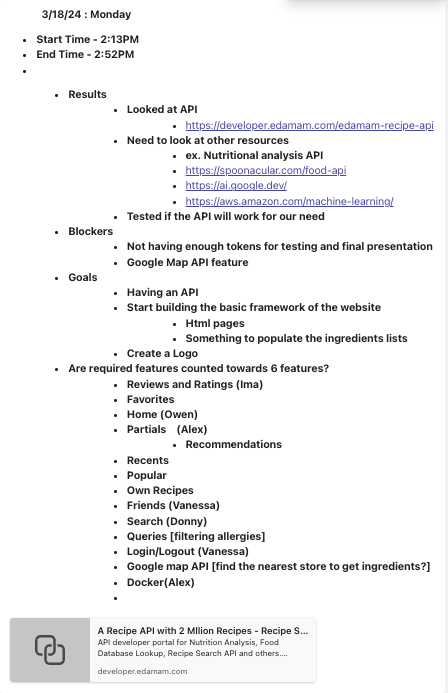 3/18/24 : Monday
Start Time - 2:13PM
End Time - 2:52PM
Results
Looked at API
https://developer.edamam.com/edamam-recipe-api
Need to look at other resources
ex. Nutritional analysis API
https://spoonacular.com/food-api
https://ai.google.dev/
https://aws.amazon.com/machine-learning/
Tested if the API will work for our need
Blockers
Not having enough tokens for testing and final presentation
Google Map API feature
Goals
Having an API
Start building the basic framework of the website
Html pages
Something to populate the ingredients lists
Create a Logo
Are required features counted towards 6 features?
Reviews and Ratings (Ima)
Favorites
Home (Owen)
Partials (Alex)
Recommendations
Recents
Popular
Own Recipes
Friends (Vanessa)
Search (Donny)
Queries [filtering allergies]
Login/Logout (Vanessa)
Google map API [find the nearest store to get ingredients?]
Docker(Alex)
A Recipe API with 2 MIlion Recipes - Recipe S...
API developer portal for Nutrition Analysis, Food
Database Lookup, Recipe Search API and others....
developer.edamam.com